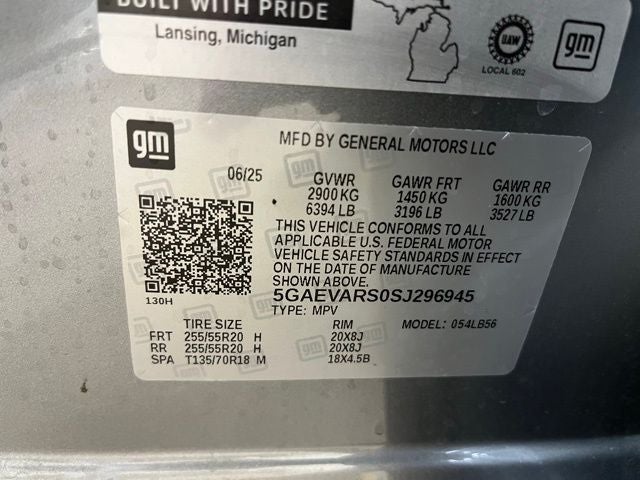 BUILT WITH PRIDE
Lansing, Michigan
UAW
LOCAL 602
gm
gm
MFD BY GENERAL MOTORS LLC
06/25 GVWR GAWR FRT GAWR RR
2900 KG 1450 KG 1600 KG
6394 LB 3196 LB 3527 LB
THIS VEHICLE CONFORMS TO ALL
APPLICABLE U.S. FEDERAL MOTOR
VEHICLE SAFETY STANDARDS IN EFFECT
ON THE DATE OF MANUFACTURE
SHOWN ABOVE.
130H 5GAEVARS0SJ296945
TYPE: MPV
TIRE SIZE RIM MODEL: 054LB56
FRT 255/55R20 H 20X8J
RR 255/55R20 H 20X8J
SPA T135/70R18 M 18X4.5B